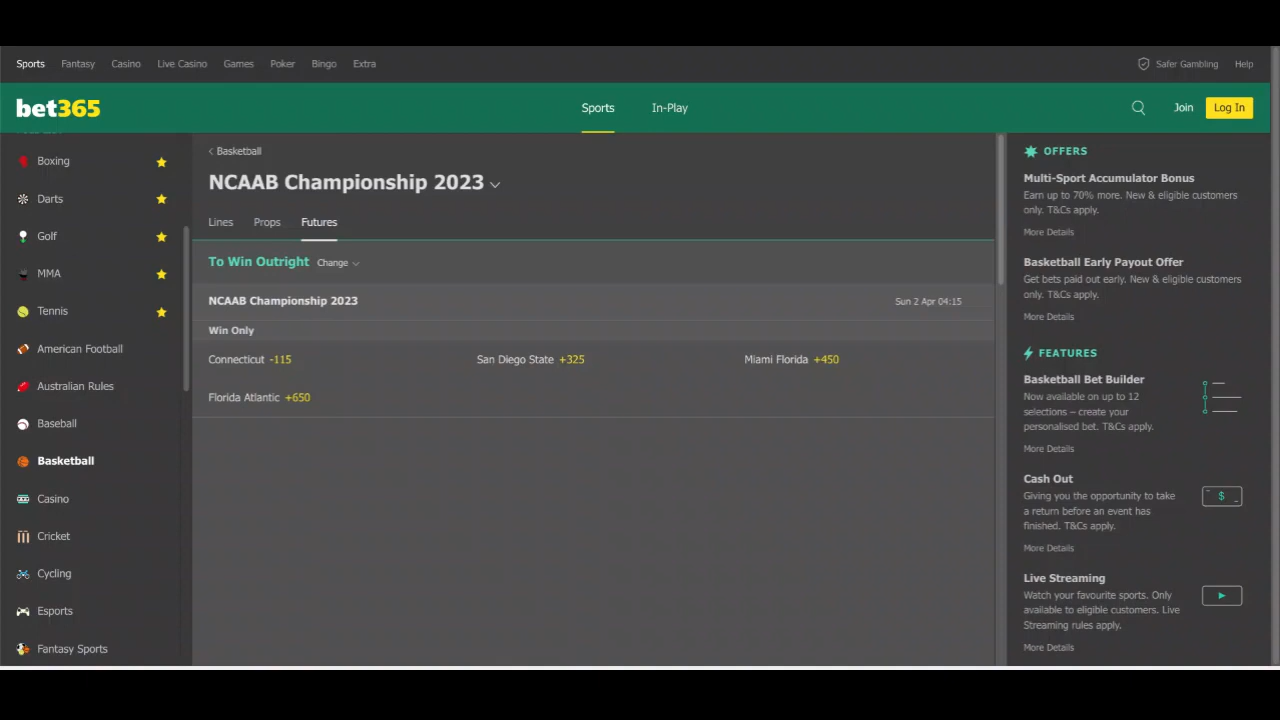 Sports Fantasy Casino Live Casino Games Poker Bingo Extra Safer Gambling Help
bet365 Sports In-Play Join Log In
Boxing
Darts
Golf
MMA
Tennis
American Football
Australian Rules
Baseball
Basketball
Casino
Cricket
Cycling
Esports
Fantasy Sports
< Basketball
NCAAB Championship 2023
Lines Props Futures
To Win Outright Change
NCAAB Championship 2023 Sun 2 Apr 04:15
Win Only
Connecticut -115 San Diego State +325 Miami Florida +450
Florida Atlantic +650
OFFERS
Multi-Sport Accumulator Bonus
Earn up to 70% more. New & eligible customers
only. T&Cs apply.
More Details
Basketball Early Payout Offer
Get bets paid out early. New & eligible customers
only. T&Cs apply.
More Details
FEATURES
Basketball Bet Builder
Now available on up to 12
selections – create your
personalised bet. T&Cs apply.
More Details
Cash Out
Giving you the opportunity to take
a return before an event has
finished. T&Cs apply.
$
More Details
Live Streaming
Watch your favourite sports. Only
available to eligible customers. Live
Streaming rules apply.
More Details